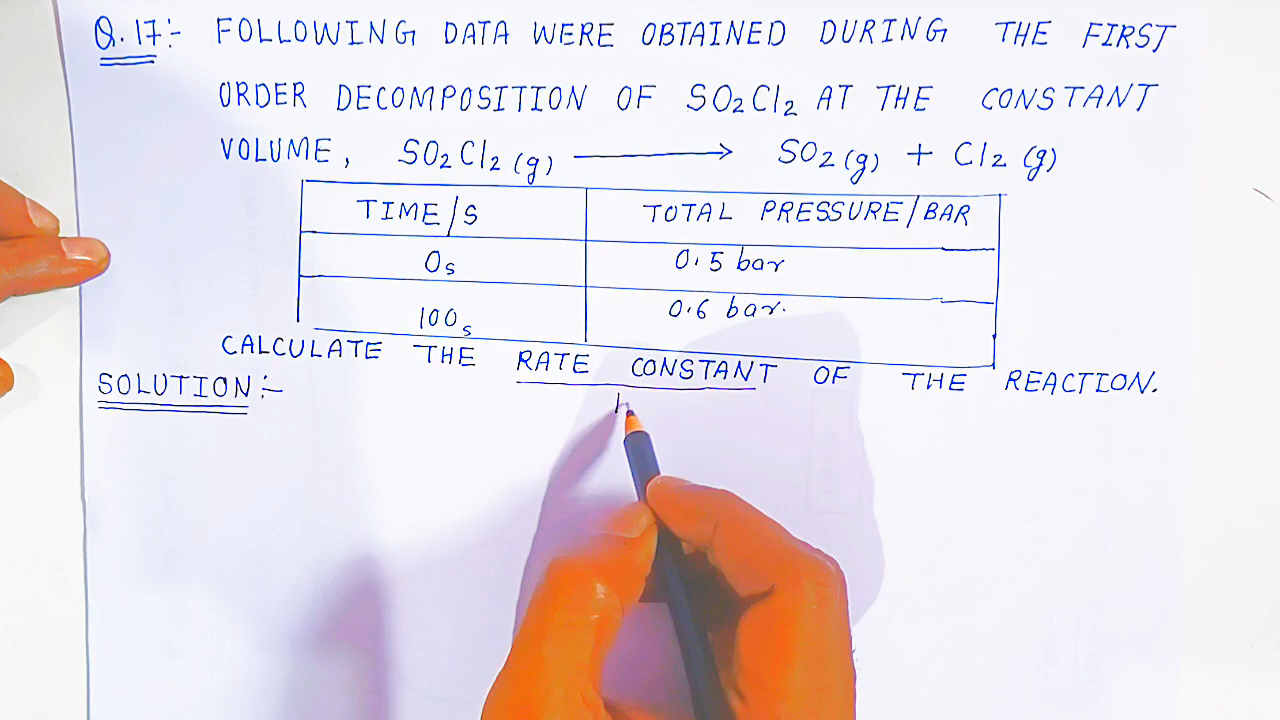 Q.17:- FOLLOWING DATA WERE OBTAINED DURING THE FIRST
ORDER DECOMPOSITION OF SO₂Cl₂ AT THE CONSTANT
VOLUME, SO₂Cl₂(g) ⟶ SO₂(g) + Cl₂(g)
TIME/S TOTAL PRESSURE/BAR
0s 0.5 bar
100s 0.6 bar.
CALCULATE THE RATE CONSTANT OF THE REACTION.
SOLUTION:-